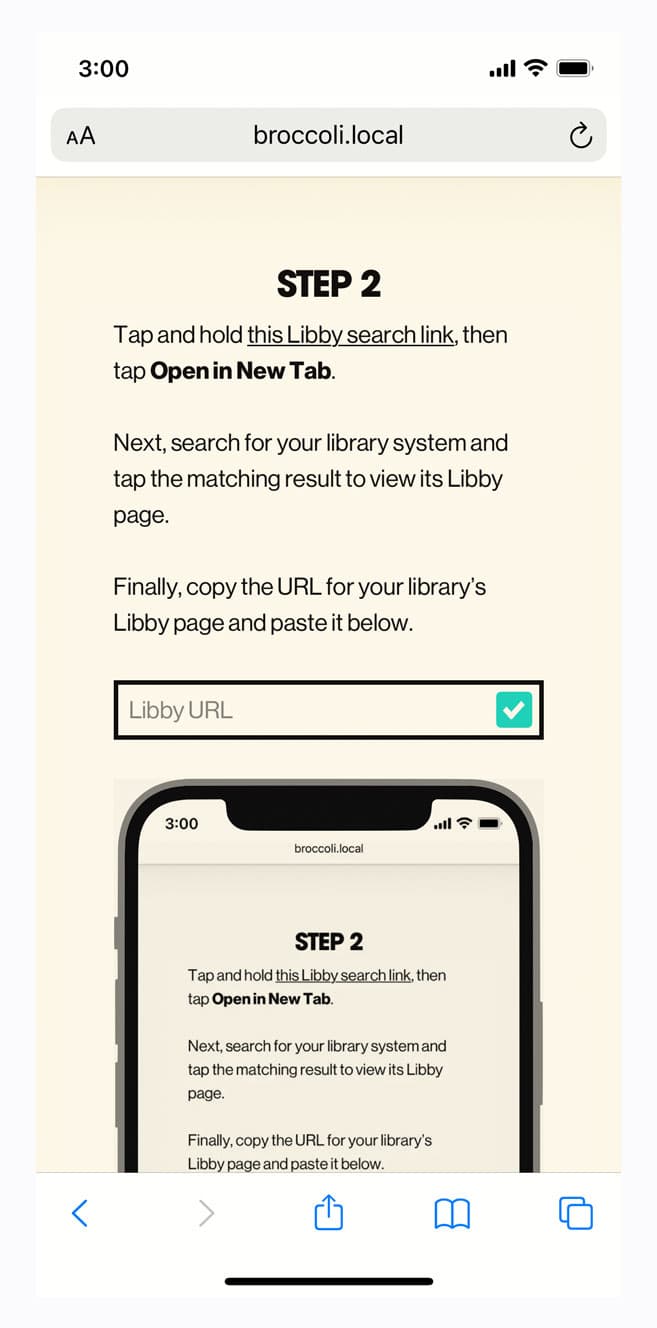 3:00
AA
broccoli.local
STEP 2
Tap and hold this Libby search link, then
tap Open in New Tab.
Next, search for your library system and
tap the matching result to view its Libby
page.
Finally, copy the URL for your library's
Libby page and paste it below.
Libby URL
3:00
broccoli.local
STEP 2
Tap and hold this Libby search link, then
tap Open in New Tab.
Next, search for your library system and
tap the matching result to view its Libby
page.
Finally, copy the URL for your library's
Libby page and paste it below.